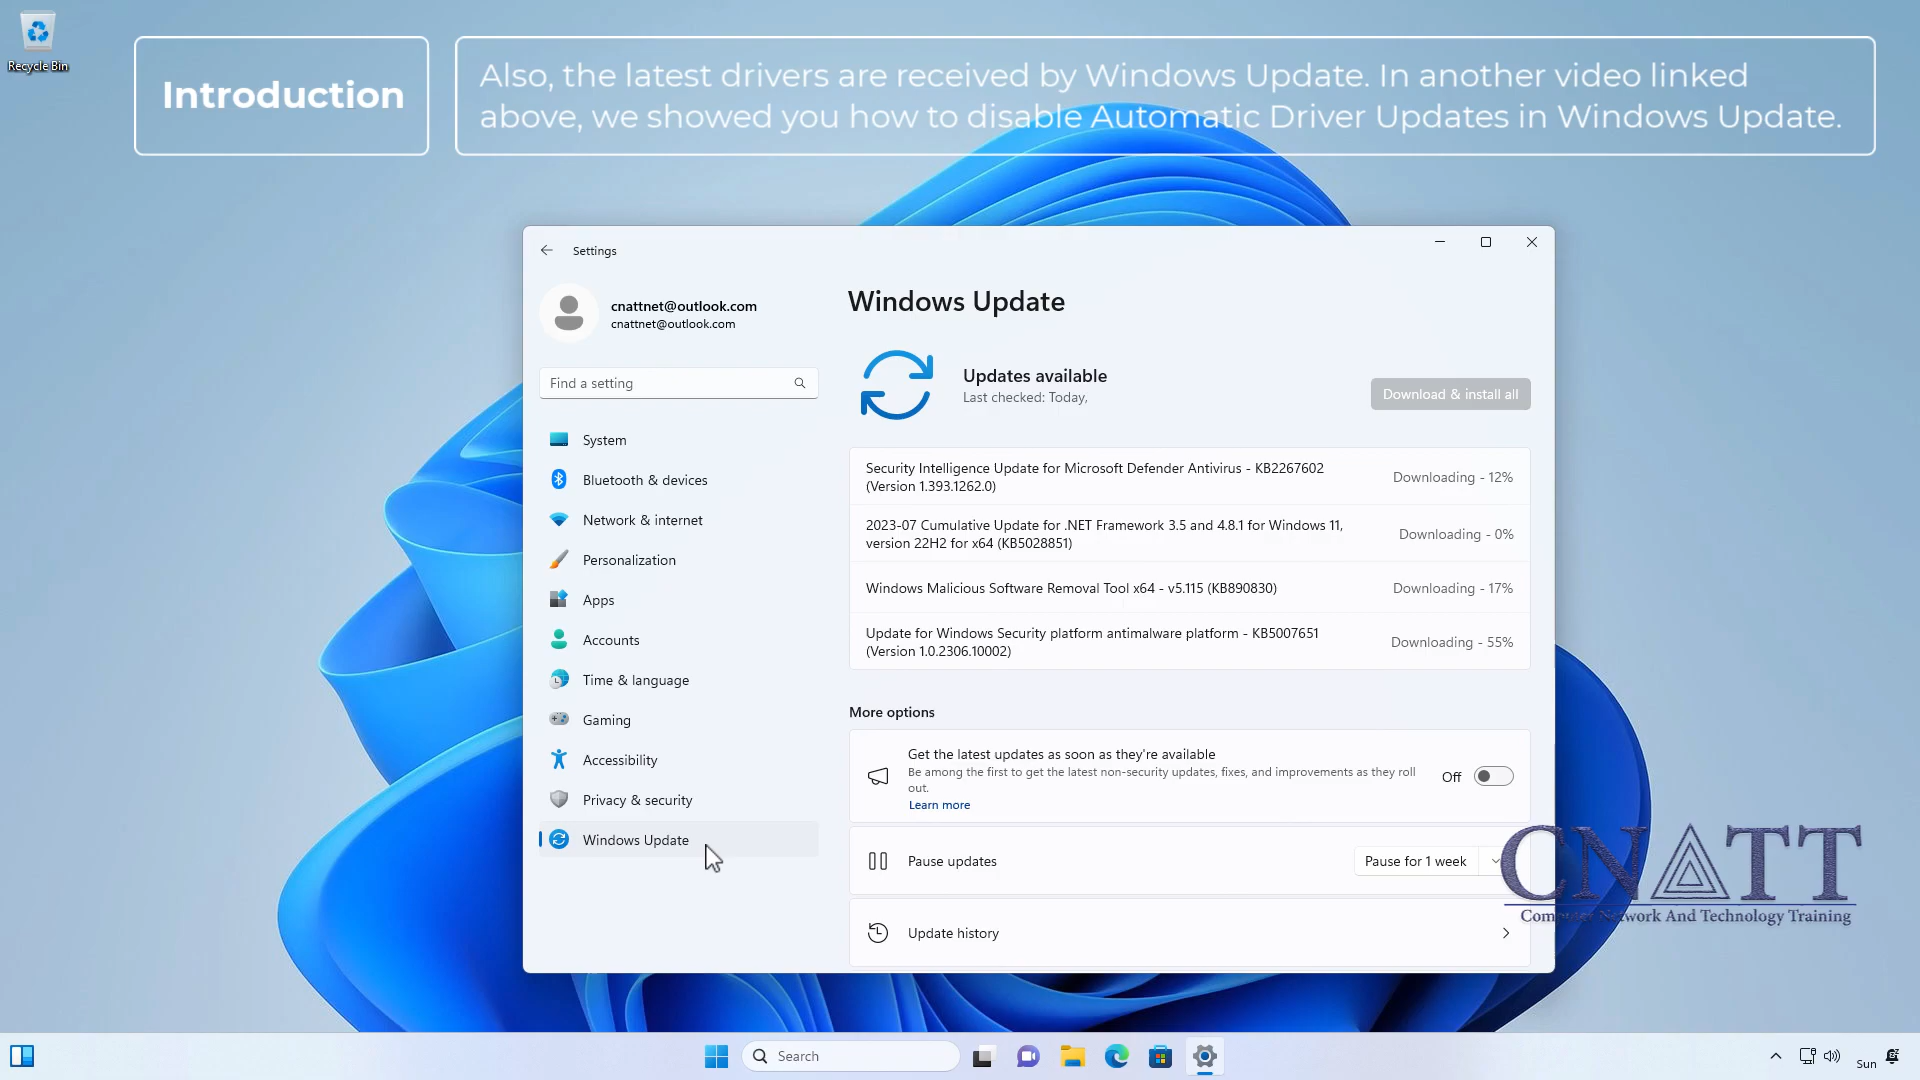 Recycle Bin
Introduction
Also, the latest drivers are received by Windows Update. In another video linked
above, we showed you how to disable Automatic Driver Updates in Windows Update.
Settings
cnattnet@outlook.com
cnattnet@outlook.com
Find a setting
System
Bluetooth & devices
Network & internet
Personalization
Apps
Accounts
Time & language
Gaming
Accessibility
Privacy & security
Windows Update
Windows Update
Updates available
Last checked: Today,
Download & install all
Security Intelligence Update for Microsoft Defender Antivirus - KB2267602
(Version 1.393.1262.0)
Downloading - 12%
2023-07 Cumulative Update for .NET Framework 3.5 and 4.8.1 for Windows 11,
version 22H2 for x64 (KB5028851)
Downloading - 0%
Windows Malicious Software Removal Tool x64 - v5.115 (KB890830)
Downloading - 17%
Update for Windows Security platform antimalware platform - KB5007651
(Version 1.0.2306.10002)
Downloading - 55%
More options
Get the latest updates as soon as they're available
Be among the first to get the latest non-security updates, fixes, and improvements as they roll
out.
Learn more
Off
Pause updates
Pause for 1 week
Update history
CNATT
Computer Network And Technology Training
Search
Sun